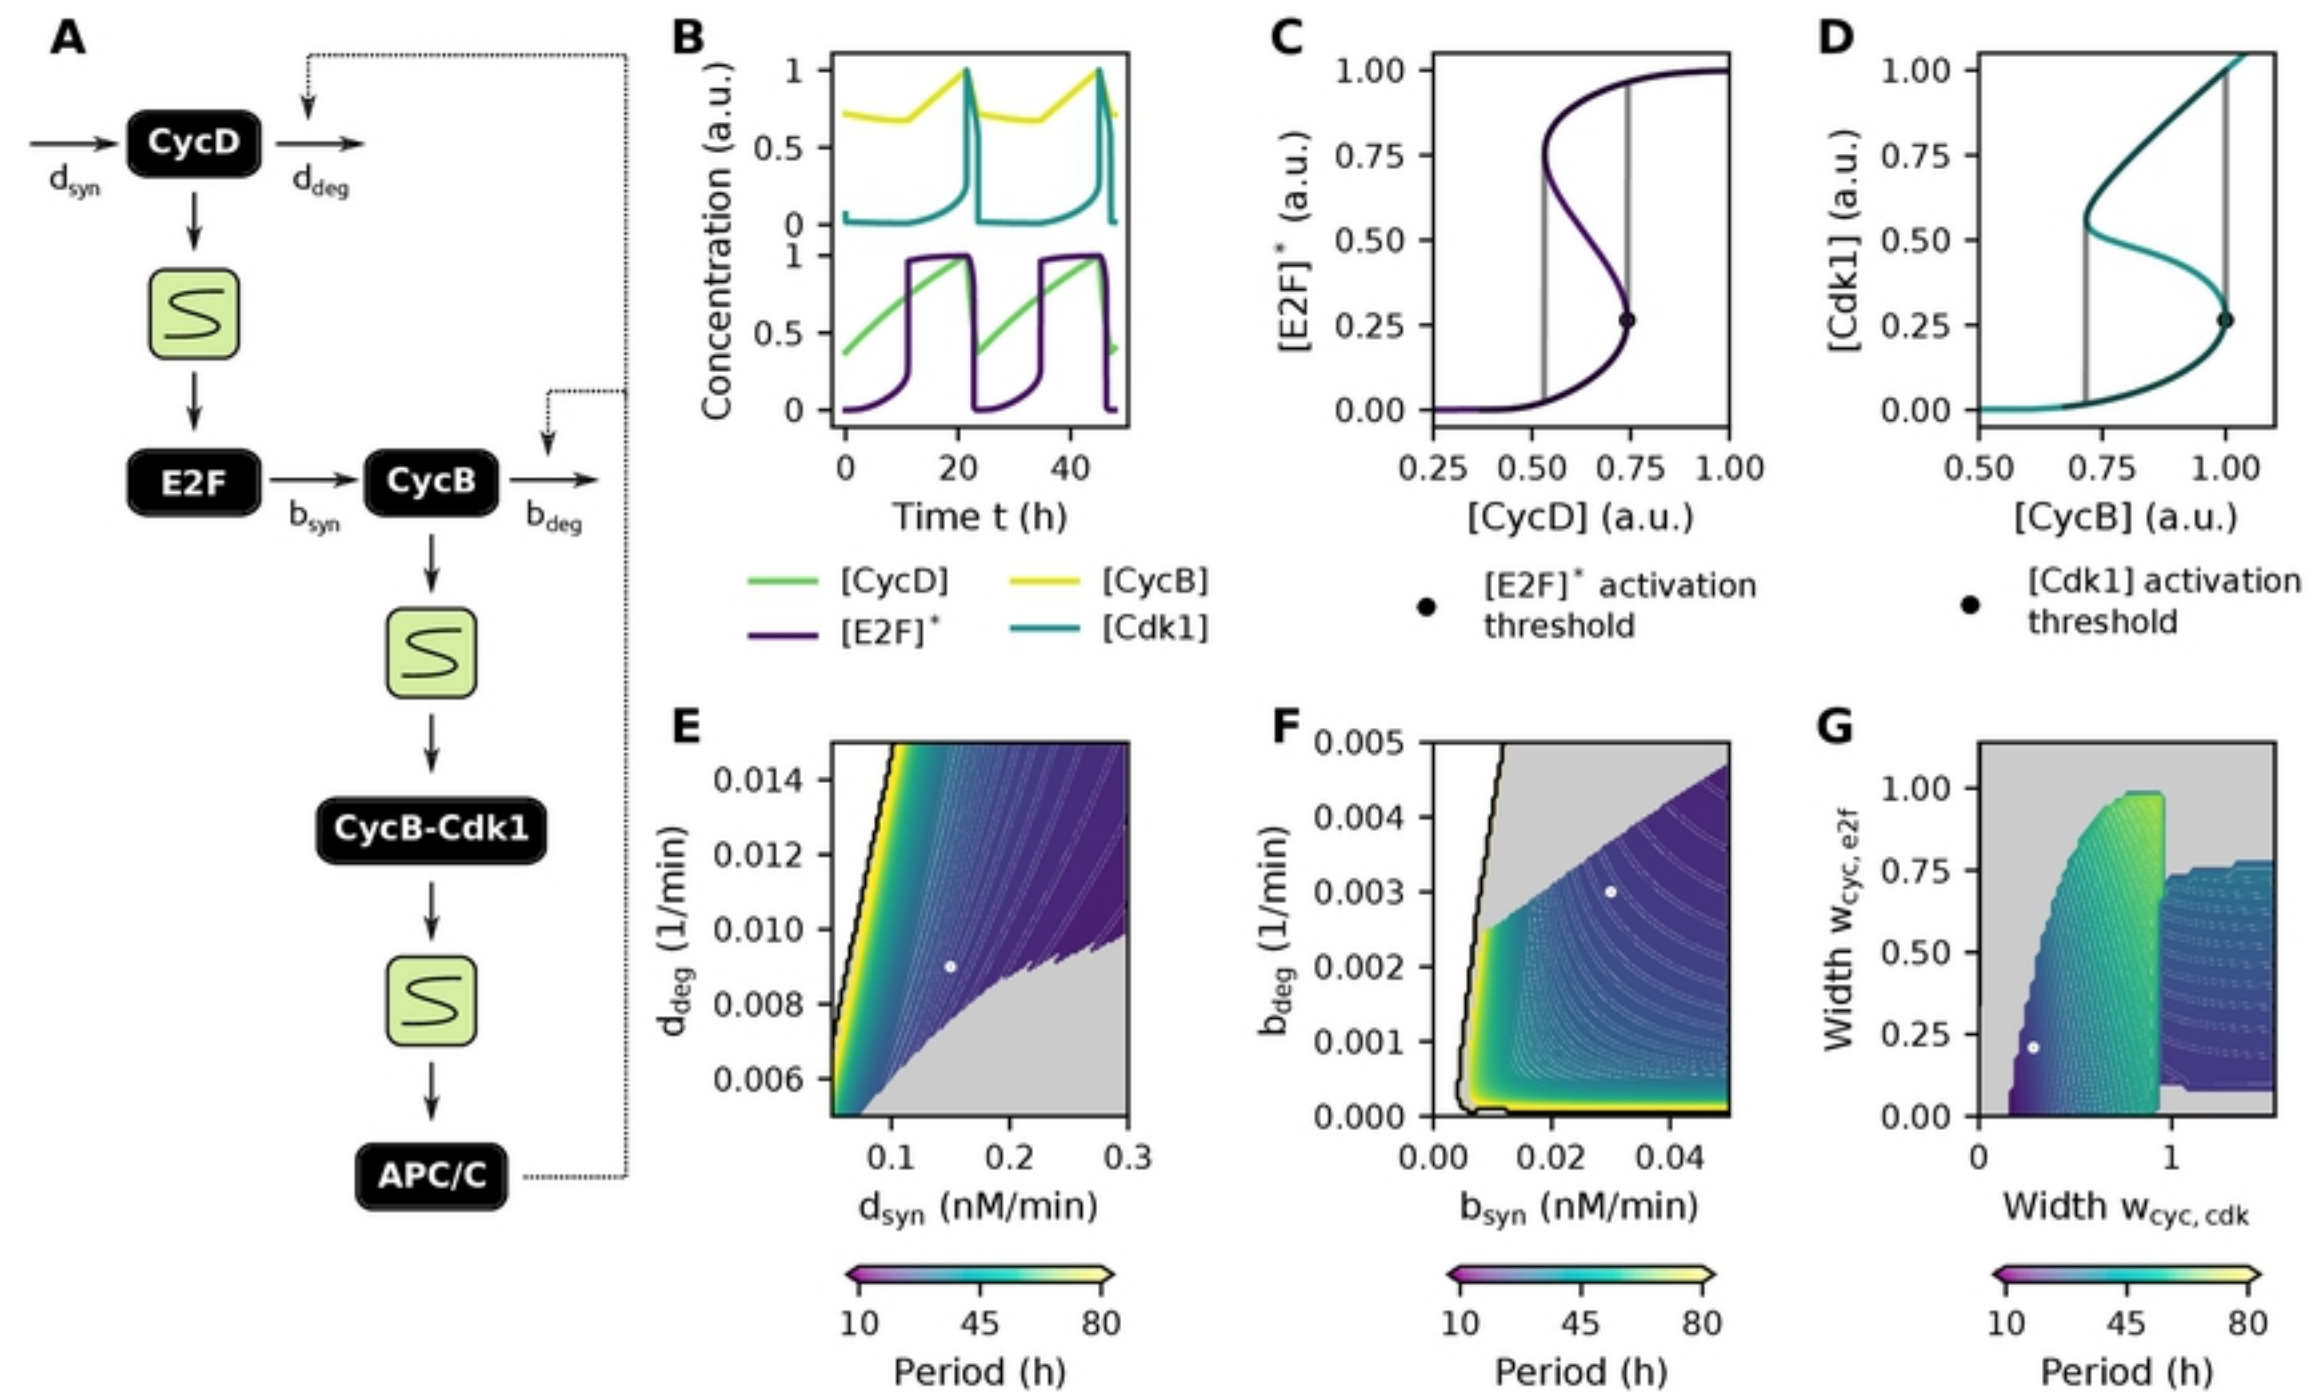 A
CycD
d_syn
d_deg
E2F
b_syn
CycB
b_deg
CycB-Cdk1
APC/C
B
Concentration (a.u.)
1
0.5
0
1
0.5
0
0 20 40
Time t (h)
[CycD]
[CycB]
[E2F]*
[Cdk1]
C
[E2F]* (a.u.)
1.00
0.75
0.50
0.25
0.00
0.25 0.50 0.75 1.00
[CycD] (a.u.)
[E2F]* activation
threshold
D
[Cdk1] (a.u.)
1.00
0.75
0.50
0.25
0.00
0.50 0.75 1.00
[CycB] (a.u.)
[Cdk1] activation
threshold
E
d_deg (1/min)
0.014
0.012
0.010
0.008
0.006
0.1 0.2 0.3
d_syn (nM/min)
10 45 80
Period (h)
F
b_deg (1/min)
0.005
0.004
0.003
0.002
0.001
0.000
0.00 0.02 0.04
b_syn (nM/min)
10 45 80
Period (h)
G
Width w_cyc, e2f
1.00
0.75
0.50
0.25
0.00
0 1
Width w_cyc, cdk
10 45 80
Period (h)